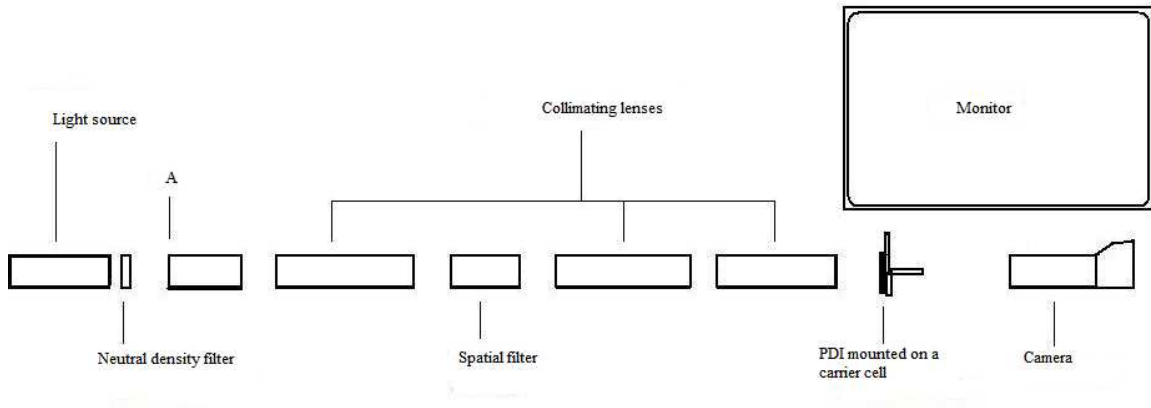 Collimating lenses
Monitor
Light source
A
Neutral density filter
Spatial filter
PDI mounted on a
carrier cell
Camera